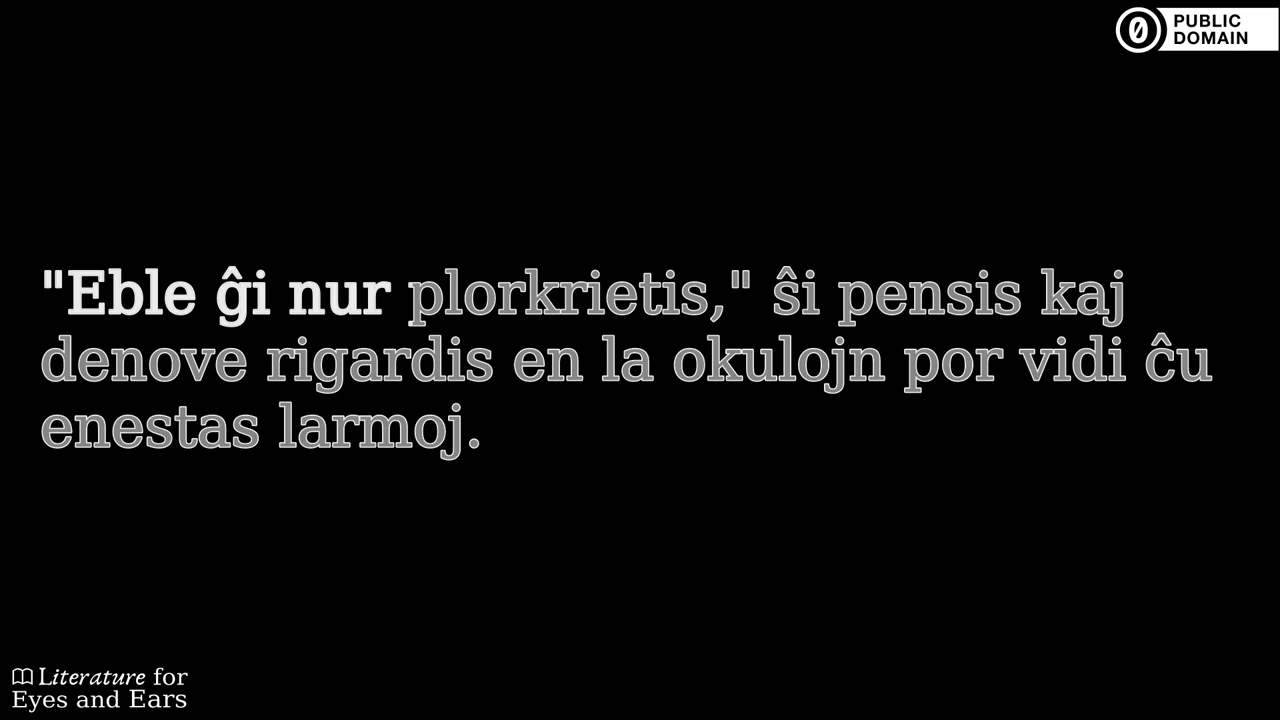 PUBLIC
DOMAIN
"Eble ĝi nur plorkrietis," ŝi pensis kaj
denove rigardis en la okulojn por vidi ĉu
enestas larmoj.
Literature for
Eyes and Ears